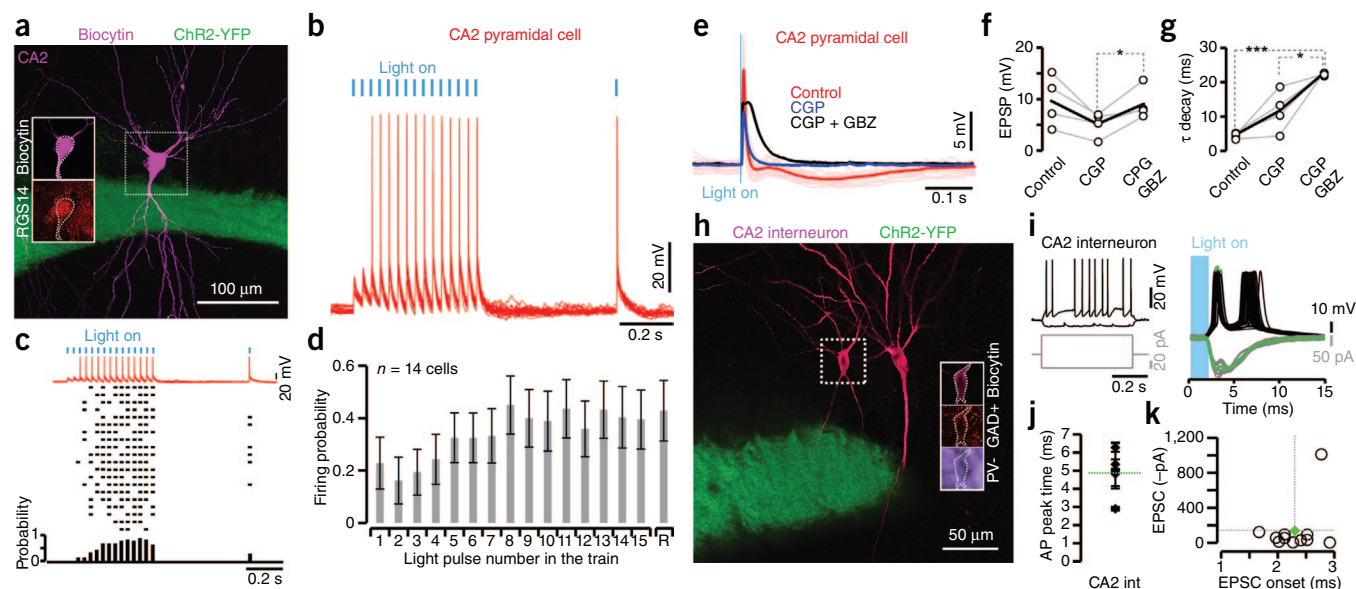 a
Biocytin ChR2-YFP
CA2
Biocytin
RGS14
100 μm
b
CA2 pyramidal cell
Light on
20 mV
0.2 s
c
Light on
20 mV
Probability
1
0
0.2 s
d
n = 14 cells
Firing probability
0.6
0.4
0.2
0
1 2 3 4 5 6 7 8 9 10 11 12 13 14 15 R
Light pulse number in the train
e
CA2 pyramidal cell
Control
CGP
CGP + GBZ
5 mV
Light on
0.1 s
f
EPSP (mV)
20
15
10
5
0
*
Control
CGP
CPG GBZ
g
τ decay (ms)
30
20
10
0
***
*
Control
CGP
CGP GBZ
h
CA2 interneuron ChR2-YFP
Biocytin
GAD+
PV-
50 μm
i
CA2 interneuron
20 mV
20 pA
0.2 s
Light on
10 mV
50 pA
0 5 10 15
Time (ms)
j
AP peak time (ms)
7
6
5
4
3
2
1
0
CA2 int
k
EPSC (–pA)
1,200
800
400
0
1 2 3
EPSC onset (ms)